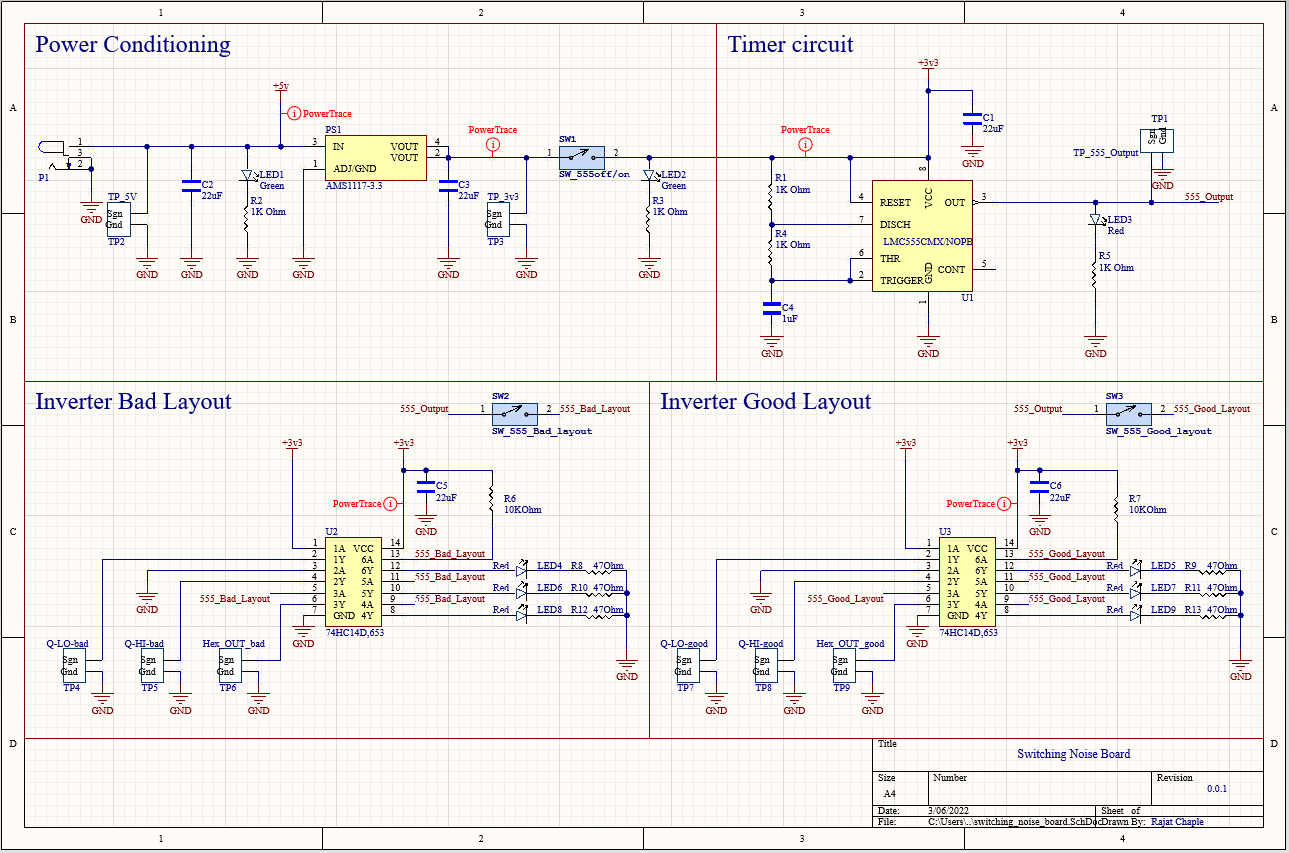 1 2 3 4
Power Conditioning
Timer circuit
A
+5v
PowerTrace
P1
1
3
2
GND
TP_5V
Sgn
Gnd
TP2
GND
C2
22uF
GND
LED1
Green
R2
1K Ohm
GND
PS1
3 IN VOUT 4
VOUT 2
1 ADJ/GND
AMS1117-3.3
GND
PowerTrace
C3
22uF
GND
TP_3v3
Sgn
Gnd
TP3
GND
SW1
1 2
SW_555off/on
LED2
Green
R3
1K Ohm
GND
+3v3
PowerTrace
C1
22uF
GND
R1
1K Ohm
R4
1K Ohm
C4
1uF
GND
8
4 RESET VCC OUT 3
7 DISCH
LMC555CMX/NOPB
6 THR
2 TRIGGER GND CONT 5
1 U1
GND
TP1
Sgn
Gnd
TP_555_Output
GND
555_Output
LED3
Red
R5
1K Ohm
GND
A
B
B
Inverter Bad Layout
555_Output 1 SW2 2 555_Bad_Layout
SW_555_Bad_layout
+3v3
+3v3
PowerTrace
C5
22uF
GND
R6
10KOhm
U2
1 1A VCC 14
2 1Y 6A 13 555_Bad_Layout
3 2A 6Y 12 Red LED4 R8 47Ohm
4 2Y 5A 11 555_Bad_Layout
555_Bad_Layout 5 3A 5Y 10 Red LED6 R10 47Ohm
6 3Y 4A 9 555_Bad_Layout
7 GND 4Y 8 Red LED8 R12 47Ohm
74HC14D,653
GND
GND
GND
Q-LO-bad
Sgn
Gnd
TP4
GND
Q-HI-bad
Sgn
Gnd
TP5
GND
Hex_OUT_bad
Sgn
Gnd
TP6
GND
Inverter Good Layout
555_Output 1 SW3 2 555_Good_Layout
SW_555_Good_layout
+3v3
+3v3
PowerTrace
C6
22uF
GND
R7
10KOhm
U3
1 1A VCC 14
2 1Y 6A 13 555_Good_Layout
3 2A 6Y 12 Red LED5 R9 47Ohm
4 2Y 5A 11 555_Good_Layout
555_Good_Layout 5 3A 5Y 10 Red LED7 R11 47Ohm
6 3Y 4A 9 555_Good_Layout
7 GND 4Y 8 Red LED9 R13 47Ohm
74HC14D,653
GND
GND
GND
Q-LO-good
Sgn
Gnd
TP7
GND
Q-HI-good
Sgn
Gnd
TP8
GND
Hex_OUT_good
Sgn
Gnd
TP9
GND
C
C
D
D
Title
Switching Noise Board
Size Number Revision
A4 0.0.1
Date: 3/06/2022 Sheet of
File: C:\Users\..\switching_noise_board.SchDoc Drawn By: Rajat Chaple
1 2 3 4